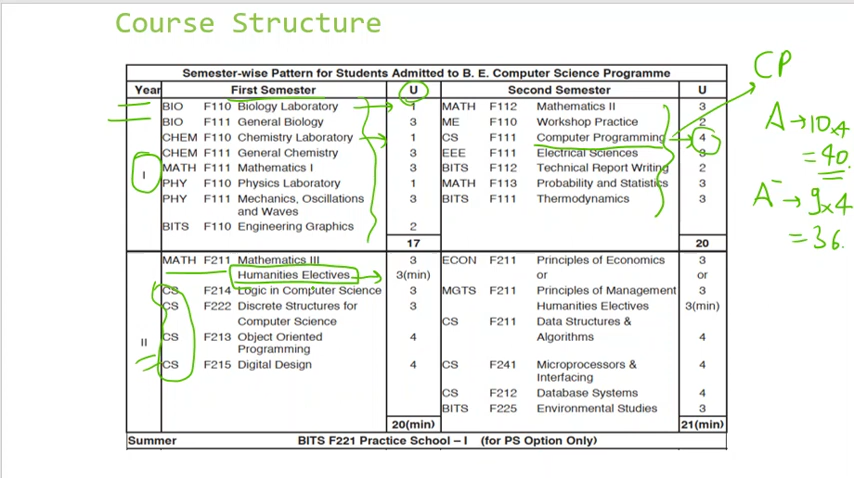 Course Structure
CP
Semester-wise Pattern for Students Admitted to B. E. Computer Science Programme
Year First Semester U Second Semester U
BIO F110 Biology Laboratory 1 MATH F112 Mathematics II 3
BIO F111 General Biology 3 ME F110 Workshop Practice 2
A → 10x4
CHEM F110 Chemistry Laboratory 1 CS F111 Computer Programming 4
= 40
CHEM F111 General Chemistry 3 EEE F111 Electrical Sciences 3
I MATH F111 Mathematics I 3 BITS F112 Technical Report Writing 2
PHY F110 Physics Laboratory 1 MATH F113 Probability and Statistics 3
A- → 9x4
PHY F111 Mechanics, Oscillations 3 BITS F111 Thermodynamics 3
and Waves
BITS F110 Engineering Graphics 2
= 36.
17 20
MATH F211 Mathematics III 3 ECON F211 Principles of Economics 3
Humanities Electives 3(min) or or
CS F214 Logic in Computer Science 3 MGTS F211 Principles of Management 3
CS F222 Discrete Structures for 3 Humanities Electives 3(min)
Computer Science CS F211 Data Structures &
II CS F213 Object Oriented 4 Algorithms 4
Programming
CS F215 Digital Design 4 CS F241 Microprocessors & 4
Interfacing
CS F212 Database Systems 4
BITS F225 Environmental Studies 3
20(min) 21(min)
Summer BITS F221 Practice School – I (for PS Option Only)